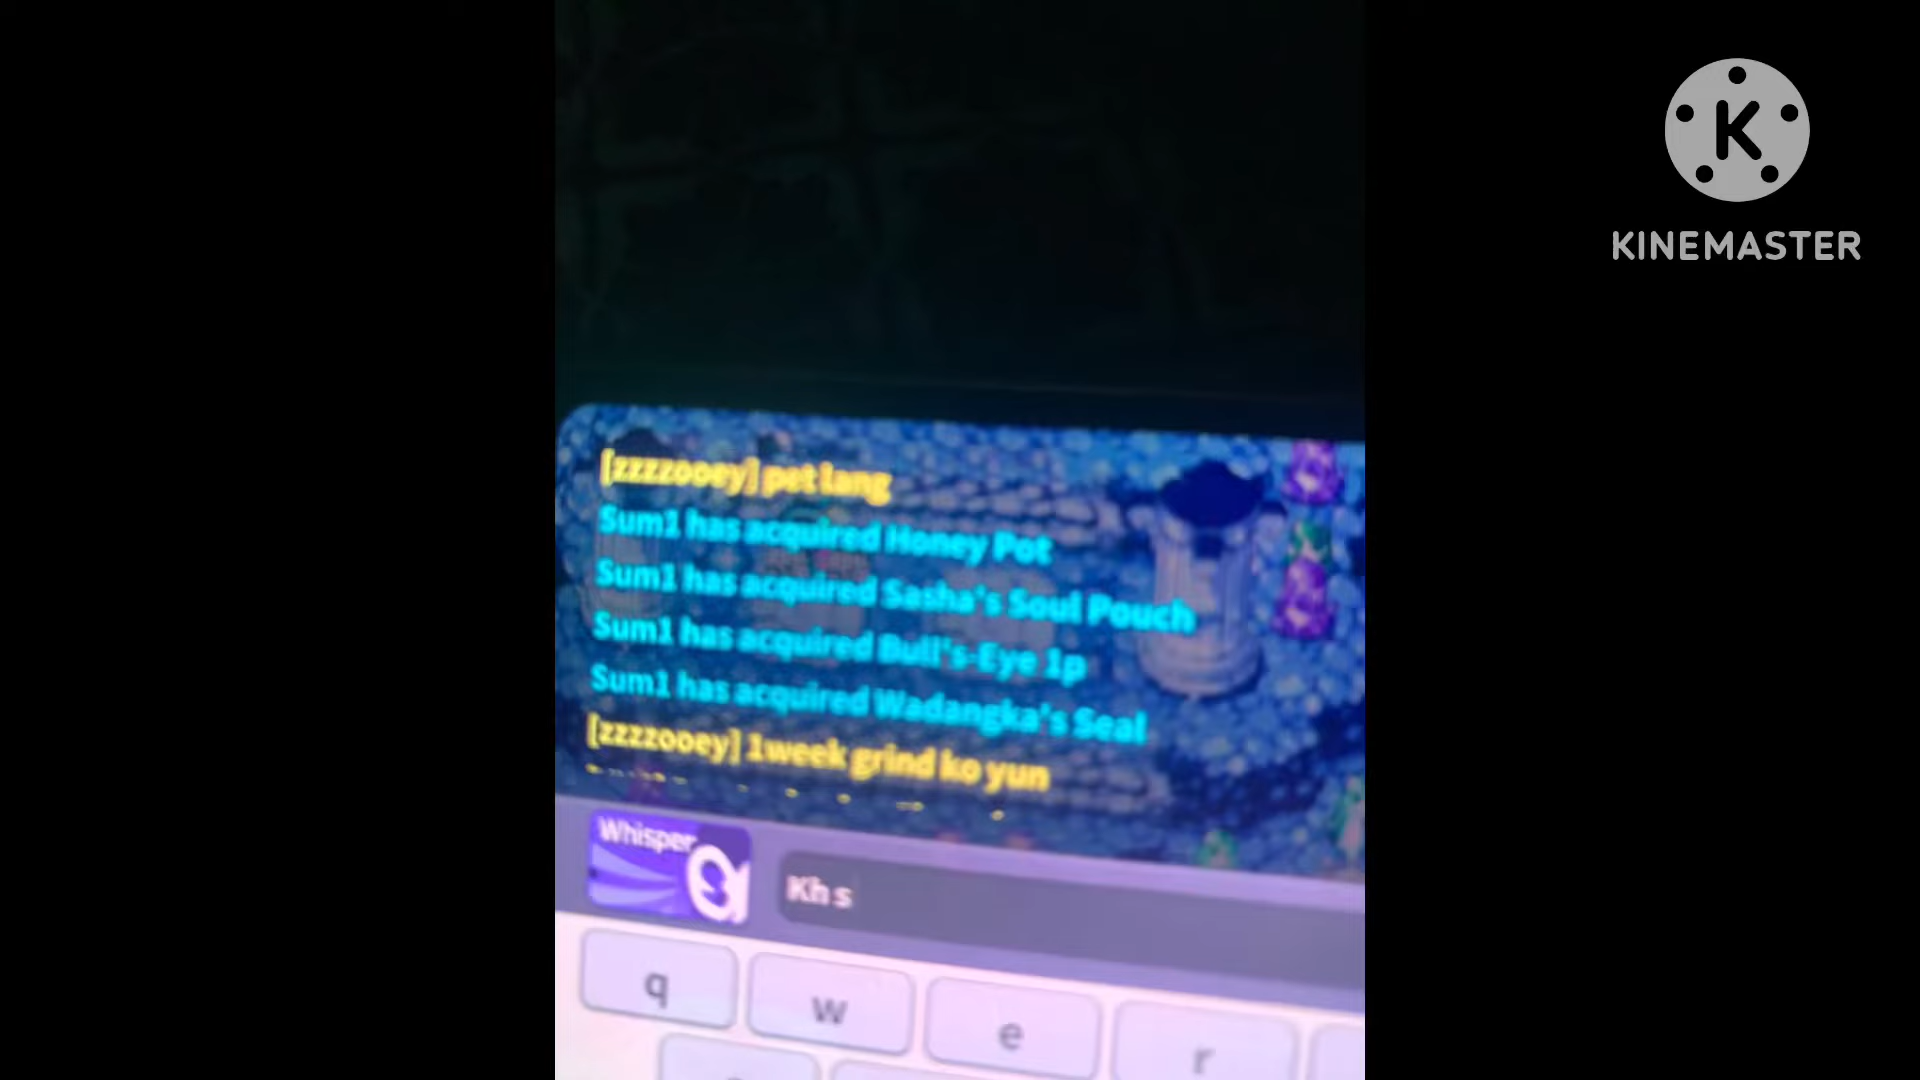 K
KINEMASTER
[zzzzooey] pet lang
Sum1 has acquired Honey Pot
Sum1 has acquired Sasha's Soul Pouch
Sum1 has acquired Bull's-Eye 1p
Sum1 has acquired Wadangka's Seal
[zzzzooey] 1week grind ko yun
Whisper
Kh s
q w e r